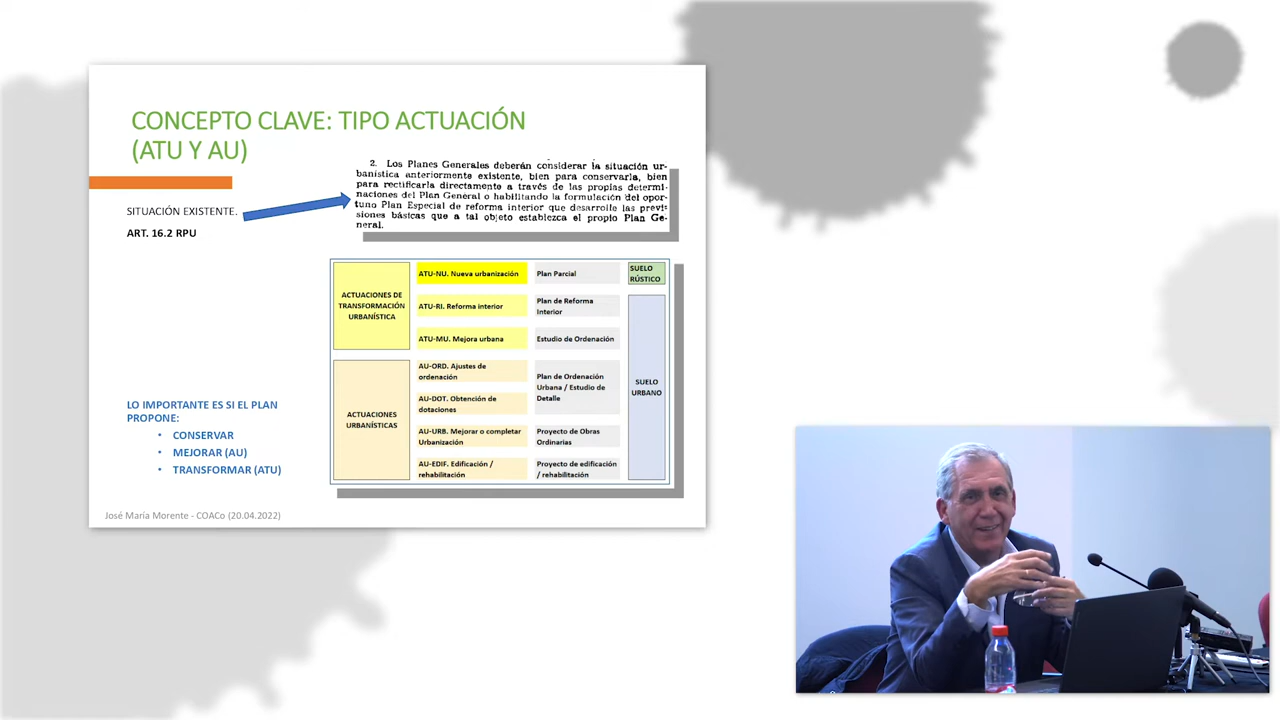 CONCEPTO CLAVE: TIPO ACTUACIÓN
(ATU Y AU)
2. Los Planes Generales deberán considerar la situación ur-
banística anteriormente existente, bien para conservarla, bien
para rectificarla directamente a través de las propias determi-
naciones del Plan General o habilitando la formulación del opor-
tuno Plan Especial de reforma interior que desarrolle las previ-
siones básicas que a tal objeto establezca el propio Plan Ge-
neral.
SITUACIÓN EXISTENTE.
ART. 16.2 RPU
ACTUACIONES DE
TRANSFORMACIÓN
URBANÍSTICA
ATU-NU. Nueva urbanización
Plan Parcial
SUELO
RÚSTICO
ATU-RI. Reforma interior
Plan de Reforma
Interior
ATU-MU. Mejora urbana
Estudio de Ordenación
ACTUACIONES
URBANÍSTICAS
AU-ORD. Ajustes de
ordenación
AU-DOT. Obtención de
dotaciones
Plan de Ordenación
Urbana / Estudio de
Detalle
AU-URB. Mejorar o completar
Urbanización
Proyecto de Obras
Ordinarias
AU-EDIF. Edificación /
rehabilitación
Proyecto de edificación
/ rehabilitación
SUELO
URBANO
LO IMPORTANTE ES SI EL PLAN
PROPONE:
• CONSERVAR
• MEJORAR (AU)
• TRANSFORMAR (ATU)
José María Morente - COACo (20.04.2022)